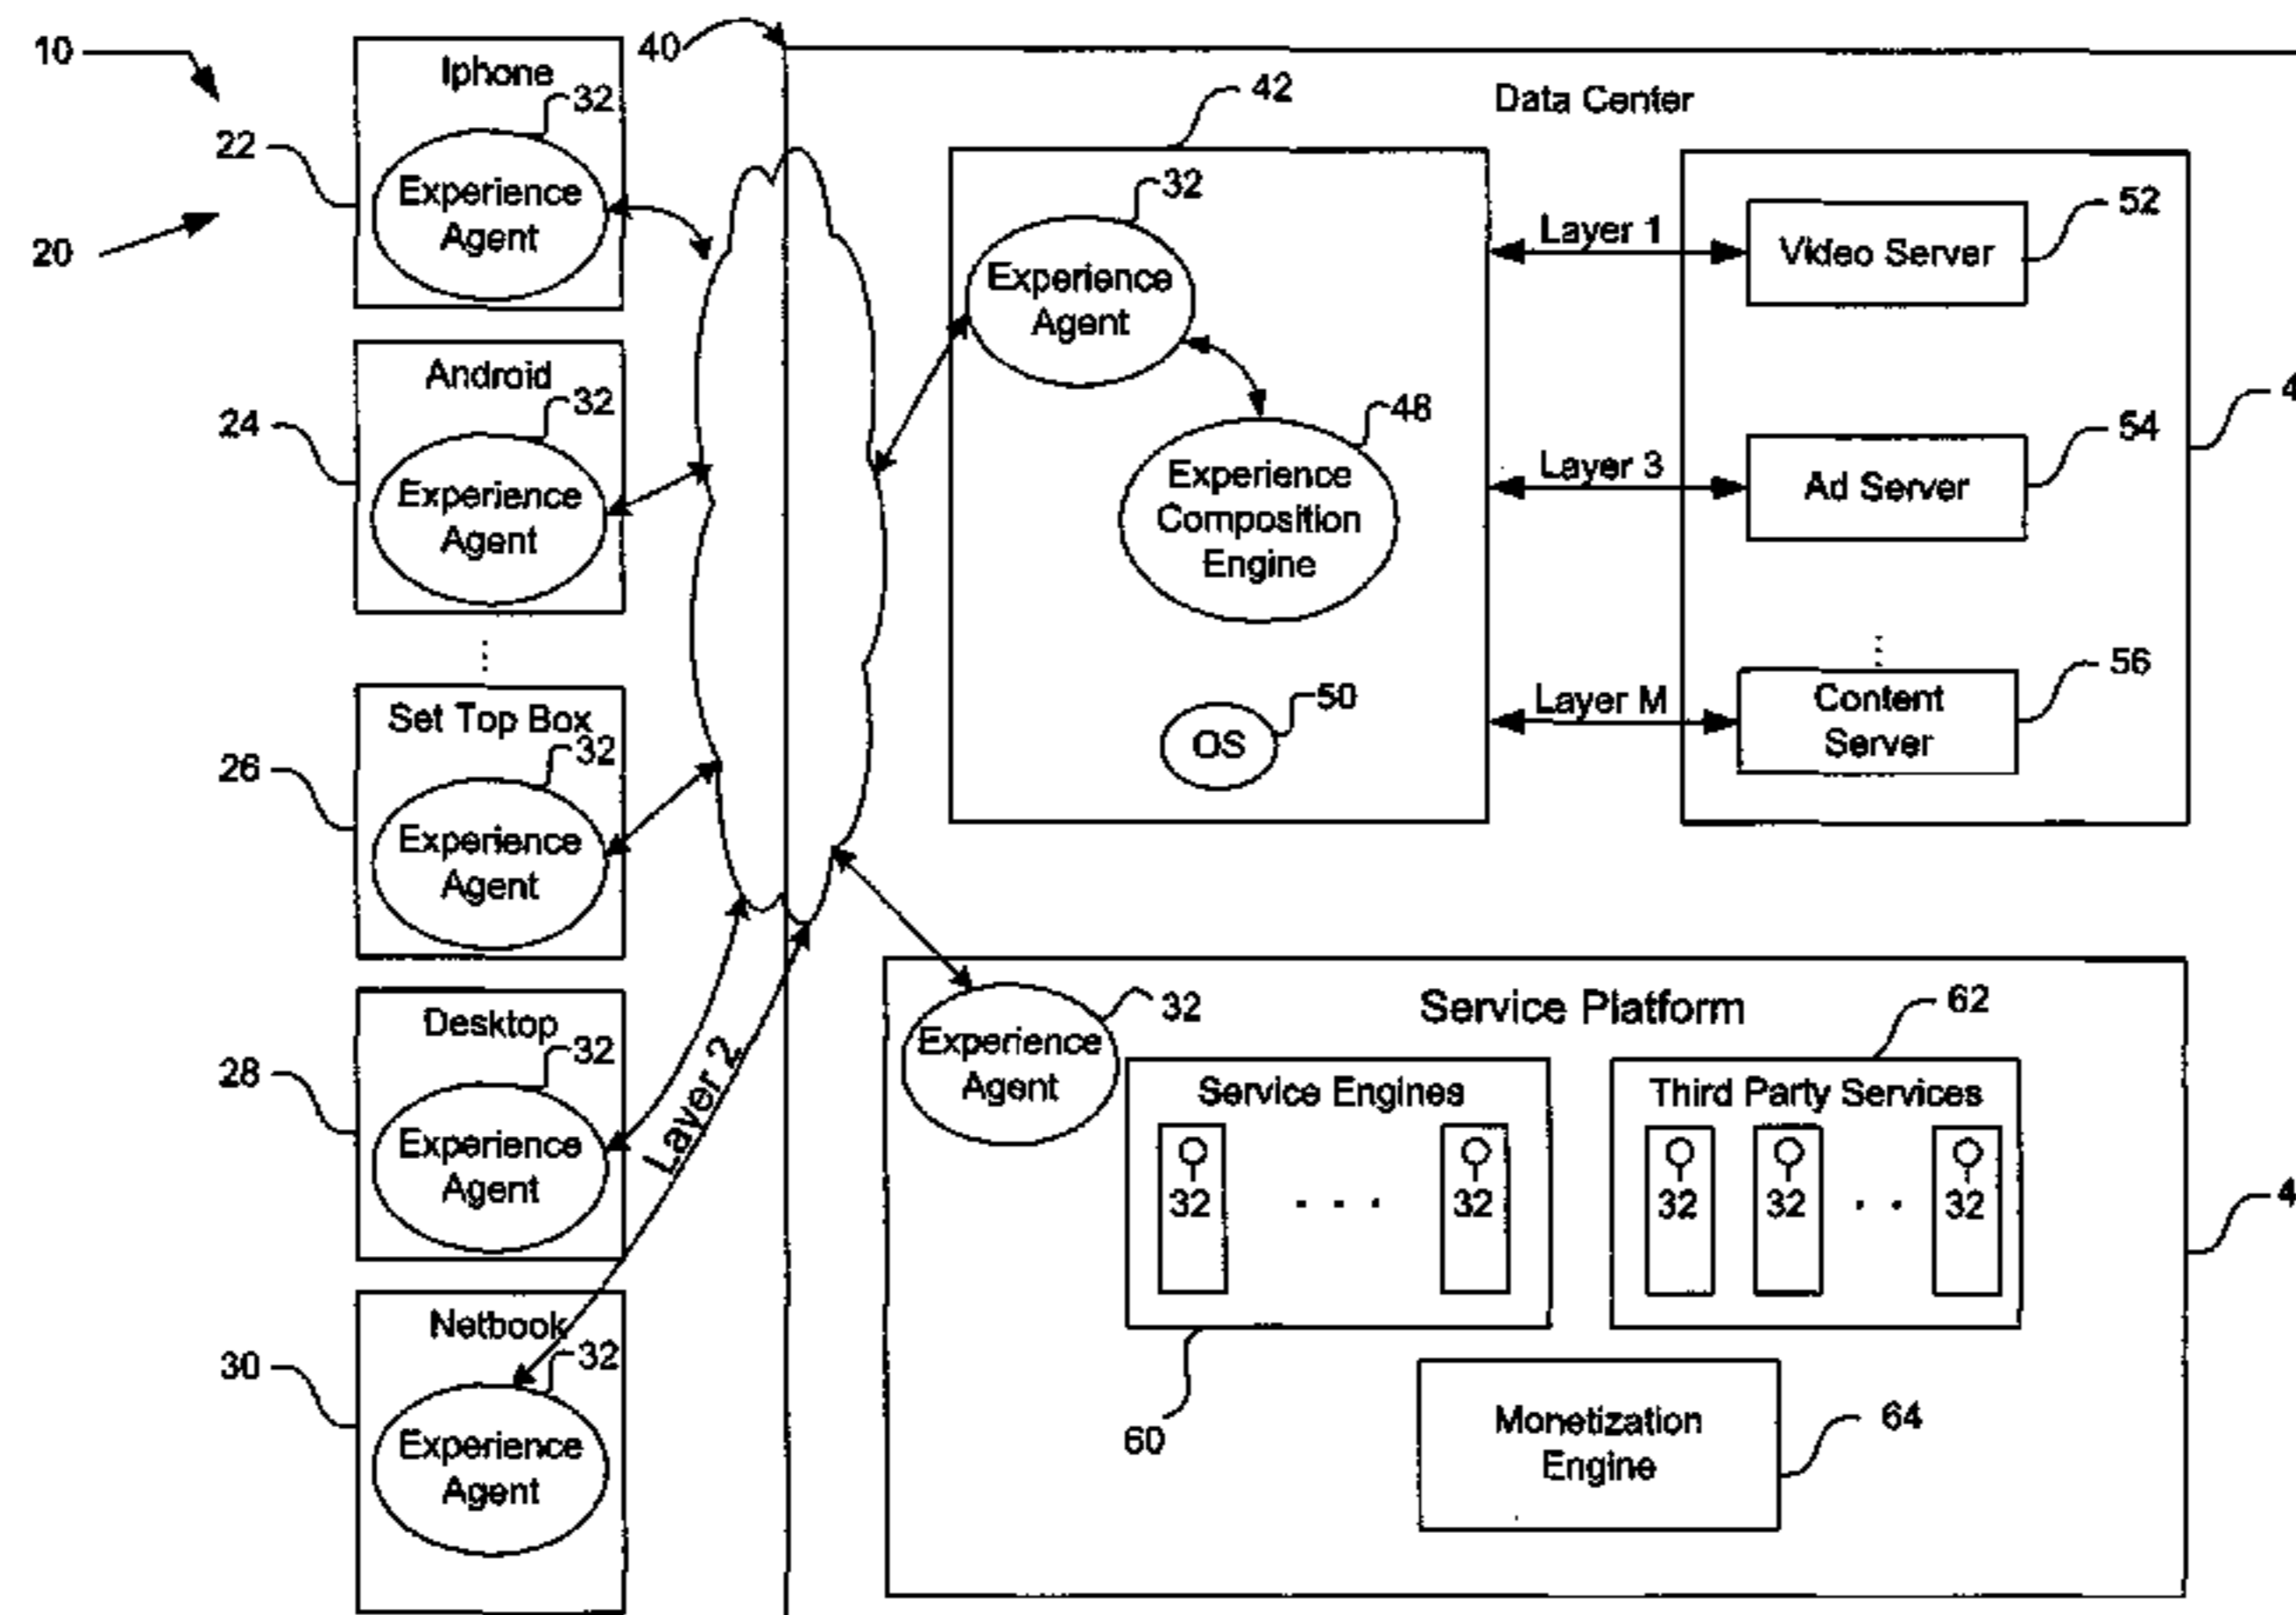 10
20
22
Iphone
32
Experience
Agent
24
Android
32
Experience
Agent
26
Set Top Box
32
Experience
Agent
28
Desktop
32
Experience
Agent
30
Netbook
32
Experience
Agent
Layer 2
40
Data Center
42
32
Experience
Agent
48
Experience
Composition
Engine
50
OS
Layer 1
Layer 3
Layer M
Video Server
52
Ad Server
54
Content
Server
56
4
Service Platform
32
Experience
Agent
Service Engines
32
. . .
32
60
62
Third Party Services
32
32
. .
32
Monetization
Engine
64
4